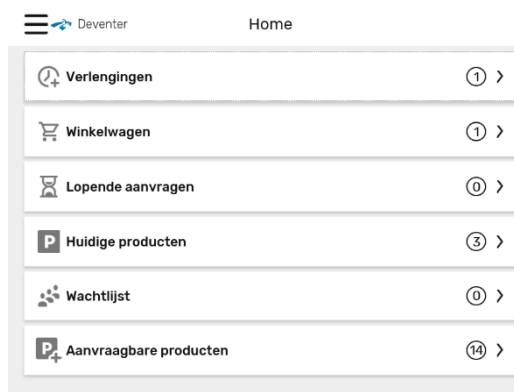 Deventer Home
Verlengingen 1
Winkelwagen 1
Lopende aanvragen 0
P Huidige producten 3
Wachtlijst 0
P+ Aanvraagbare producten 14